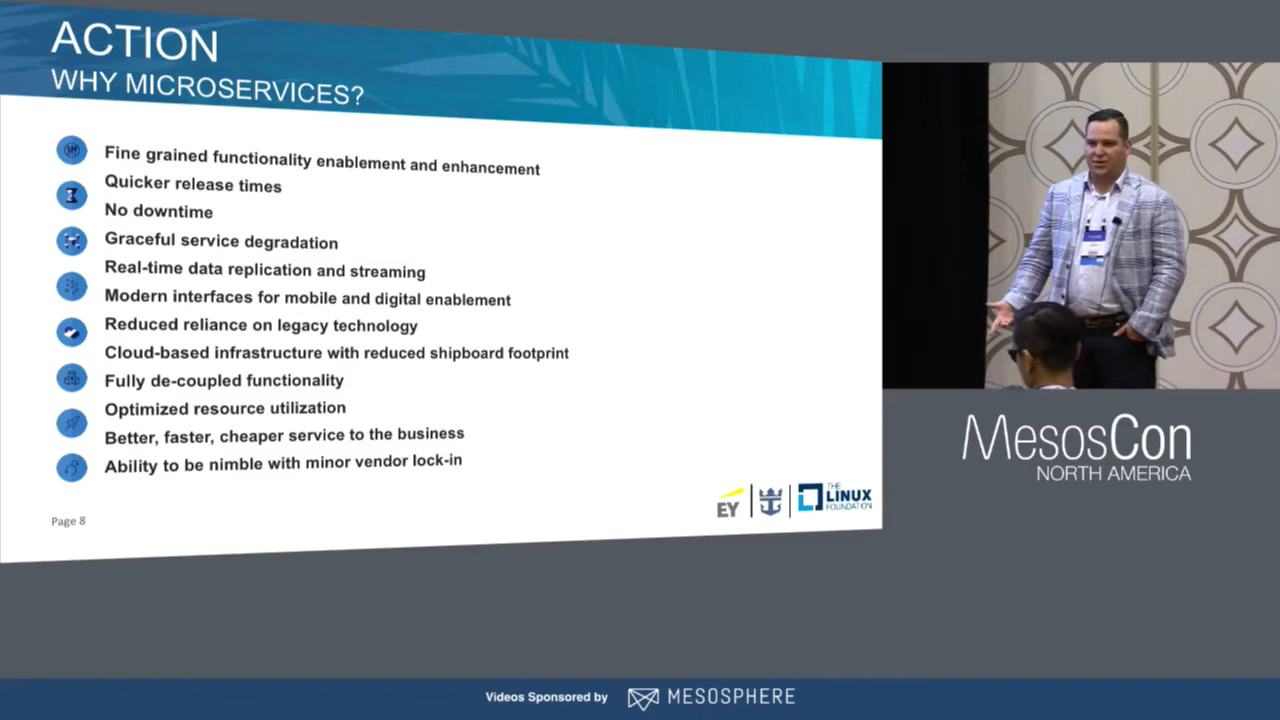 ACTION
WHY MICROSERVICES?
Fine grained functionality enablement and enhancement
Quicker release times
No downtime
Graceful service degradation
Real-time data replication and streaming
Modern interfaces for mobile and digital enablement
Reduced reliance on legacy technology
Cloud-based infrastructure with reduced shipboard footprint
Fully de-coupled functionality
Optimized resource utilization
Better, faster, cheaper service to the business
Ability to be nimble with minor vendor lock-in
Page 8
EY
THE
LINUX
FOUNDATION
MesosCon
NORTH AMERICA
Videos Sponsored by
MESOSPHERE